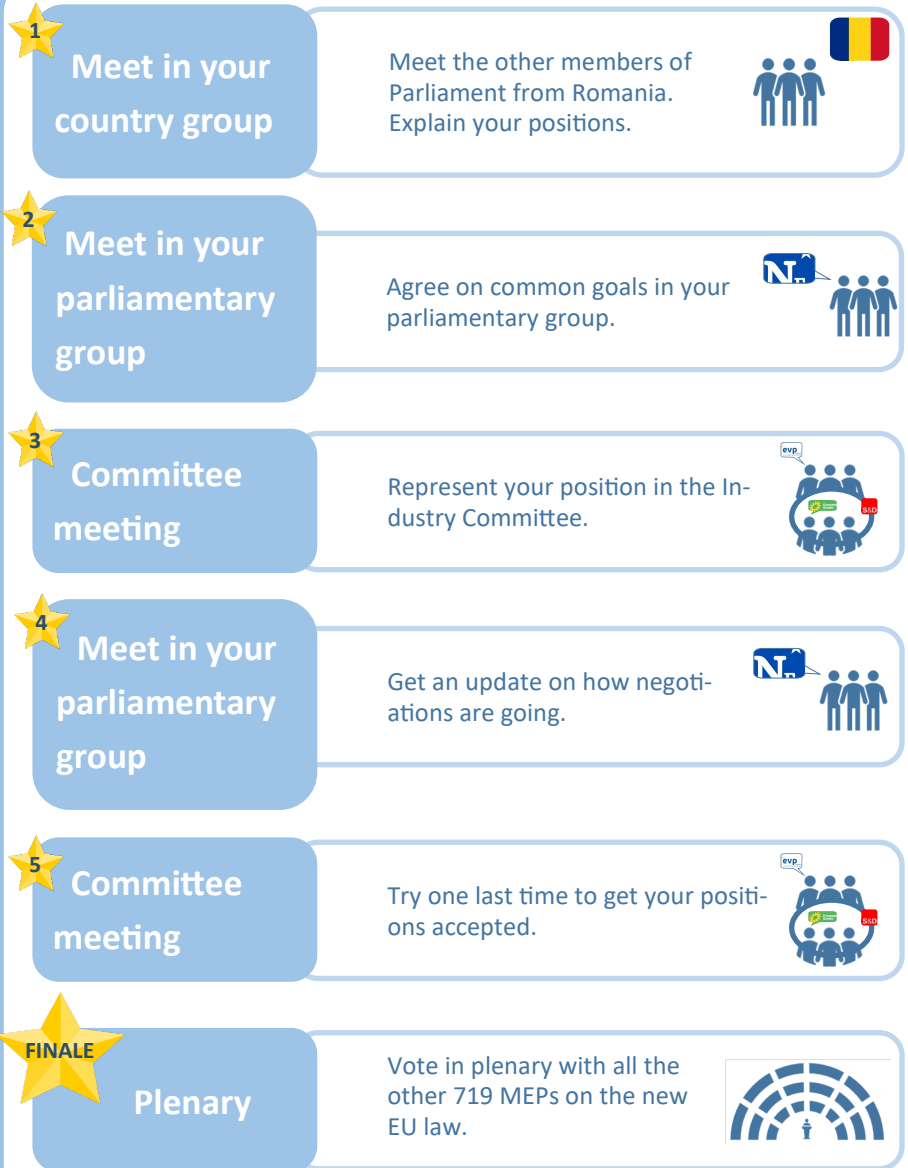 1
Meet in your
country group
Meet the other members of
Parliament from Romania.
Explain your positions.
2
Meet in your
parliamentary
group
Agree on common goals in your
parliamentary group.
3
Committee
meeting
Represent your position in the In-
dustry Committee.
evp
S&D
4
Meet in your
parliamentary
group
Get an update on how negoti-
ations are going.
5
Committee
meeting
Try one last time to get your positi-
ons accepted.
evp
S&D
FINALE
Plenary
Vote in plenary with all the
other 719 MEPs on the new
EU law.